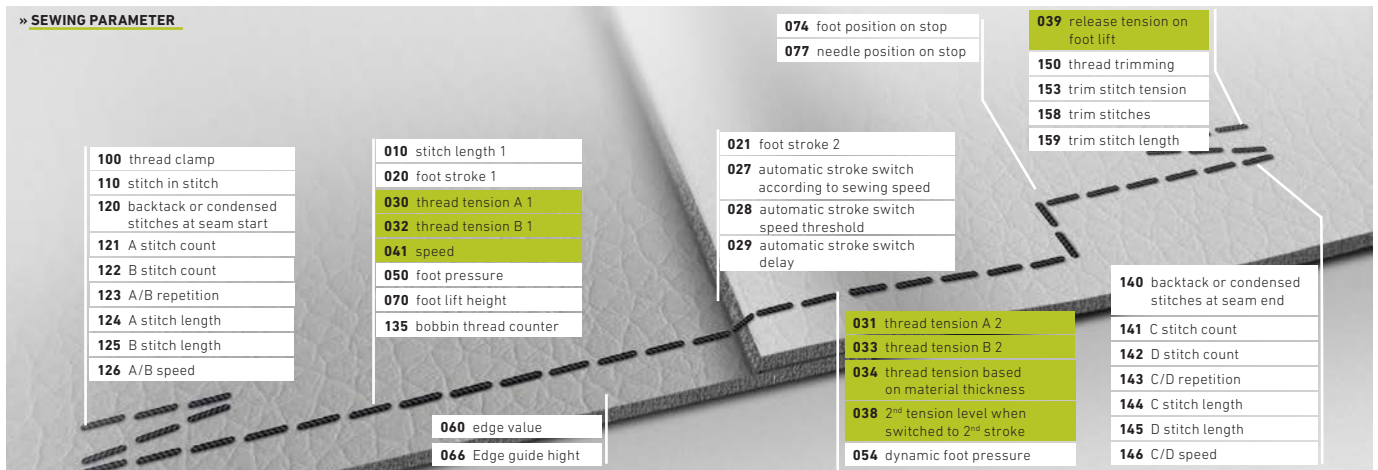 » SEWING PARAMETER
100 thread clamp
110 stitch in stitch
120 backtack or condensed
stitches at seam start
121 A stitch count
122 B stitch count
123 A/B repetition
124 A stitch length
125 B stitch length
126 A/B speed
010 stitch length 1
020 foot stroke 1
030 thread tension A 1
032 thread tension B 1
041 speed
050 foot pressure
070 foot lift height
135 bobbin thread counter
060 edge value
066 Edge guide hight
021 foot stroke 2
027 automatic stroke switch
according to sewing speed
028 automatic stroke switch
speed threshold
029 automatic stroke switch
delay
074 foot position on stop
077 needle position on stop
031 thread tension A 2
033 thread tension B 2
034 thread tension based
on material thickness
038 2nd tension level when
switched to 2nd stroke
054 dynamic foot pressure
039 release tension on
foot lift
150 thread trimming
153 trim stitch tension
158 trim stitches
159 trim stitch length
140 backtack or condensed
stitches at seam end
141 C stitch count
142 D stitch count
143 C/D repetition
144 C stitch length
145 D stitch length
146 C/D speed